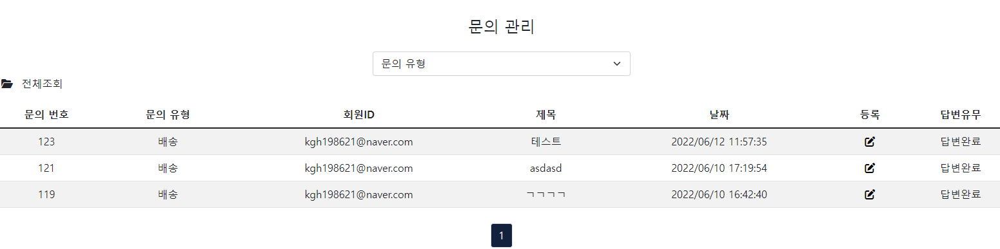 문의 관리
문의 유형
전체조회
문의 번호 문의 유형 회원ID 제목 날짜 등록 답변유무
123 배송 kgh198621@naver.com 테스트 2022/06/12 11:57:35 답변완료
121 배송 kgh198621@naver.com asdasd 2022/06/10 17:19:54 답변완료
119 배송 kgh198621@naver.com ㄱㄱㄱㄱ 2022/06/10 16:42:40 답변완료
1